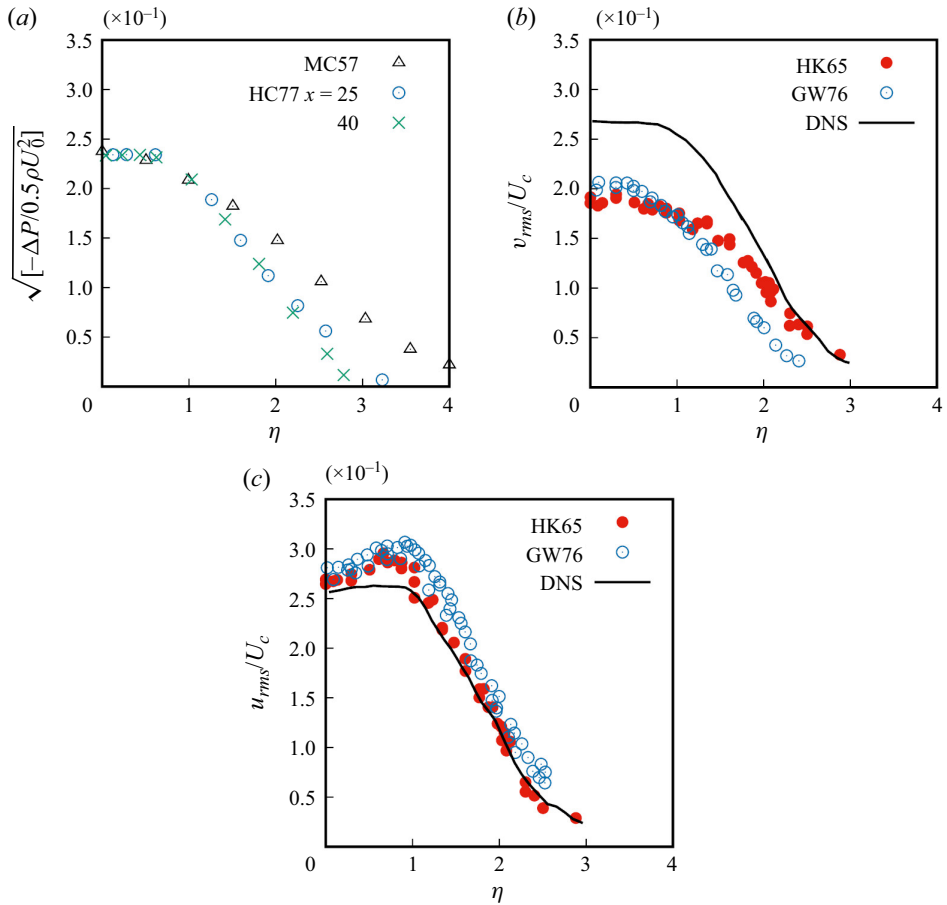 (a) (×10⁻¹)
3.5
3.0
2.5
2.0
1.5
1.0
0.5
0 1 2 3 4
η
√[−ΔP/0.5ρU₀²]
MC57
HC77 x = 25
40
(b) (×10⁻¹)
3.5
3.0
2.5
2.0
1.5
1.0
0.5
0 1 2 3 4
η
v_rms/U_c
HK65
GW76
DNS
(c) (×10⁻¹)
3.5
3.0
2.5
2.0
1.5
1.0
0.5
0 1 2 3 4
η
u_rms/U_c
HK65
GW76
DNS